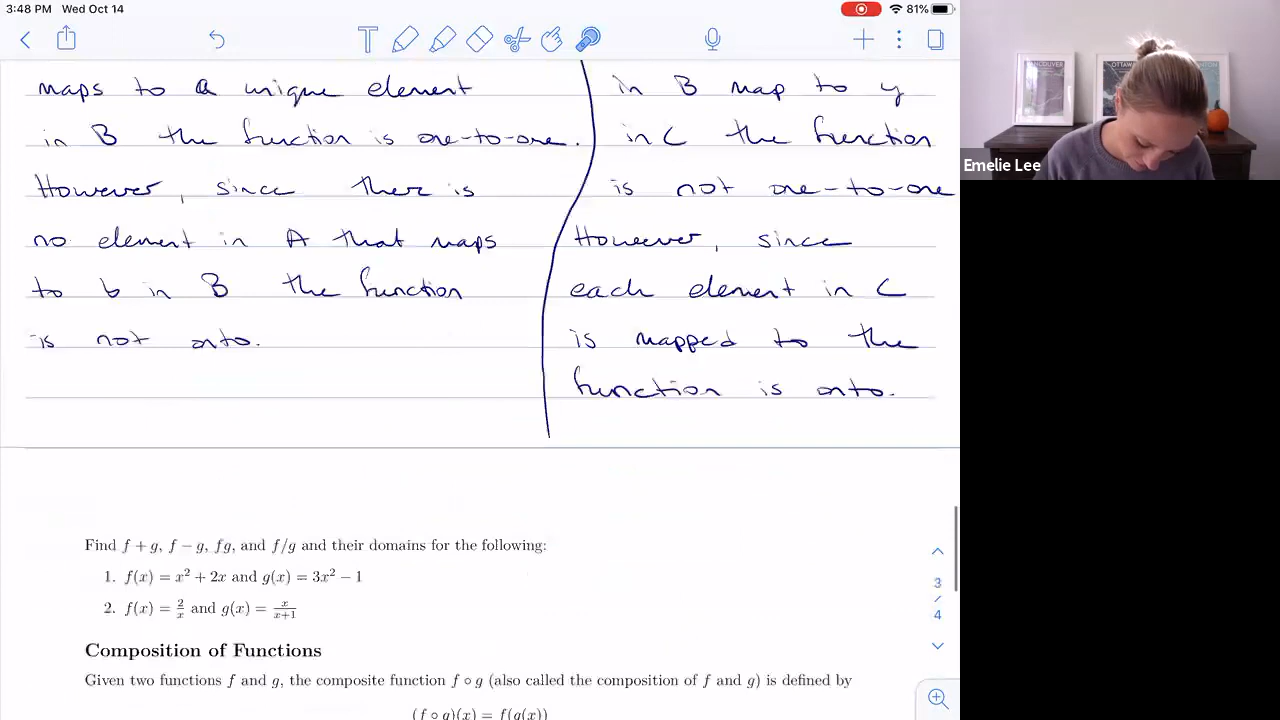 3:48 PM Wed Oct 14
81%
maps to a unique element
in B the function is one-to-one.
However, since there is
no element in A that maps
to b in B the function
is not onto.
in B map to y
in C the function
is not one-to-one
However, since
each element in C
is mapped to the
function is onto.
Find f + g, f − g, fg, and f/g and their domains for the following:
1. f(x) = x² + 2x and g(x) = 3x² − 1
2. f(x) = 2/x and g(x) = x/(x+1)
Composition of Functions
Given two functions f and g, the composite function f ∘ g (also called the composition of f and g) is defined by
(f ∘ g)(x) = f(g(x))
3
/
4
VANCOUVER
OTTAWA
Emelie Lee